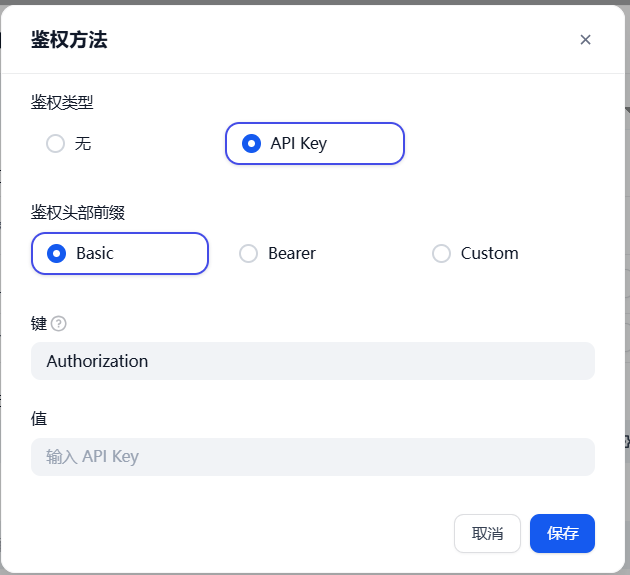 鉴权方法
鉴权类型
无 API Key
鉴权头部前缀
Basic Bearer Custom
键
Authorization
值
输入 API Key
取消 保存